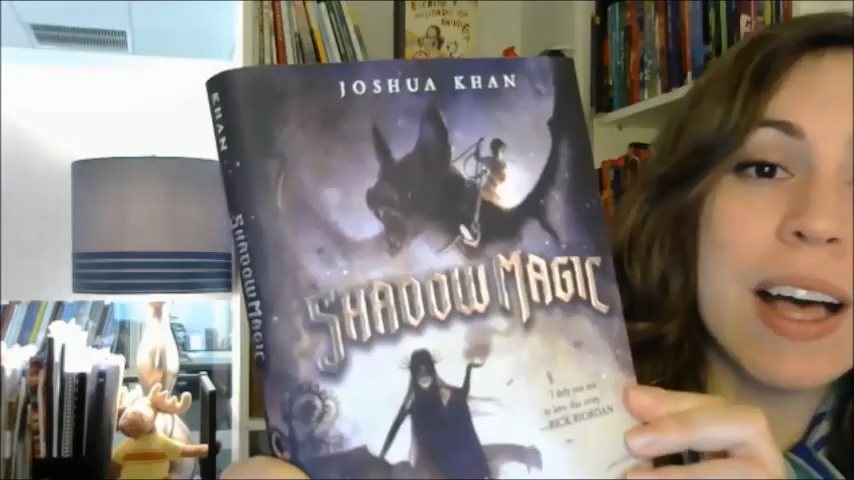 JOSHUA KHAN
SHADOW MAGIC
"I defy you not
to love this story."
—RICK RIORDAN
KHAN
SHADOW MAGIC